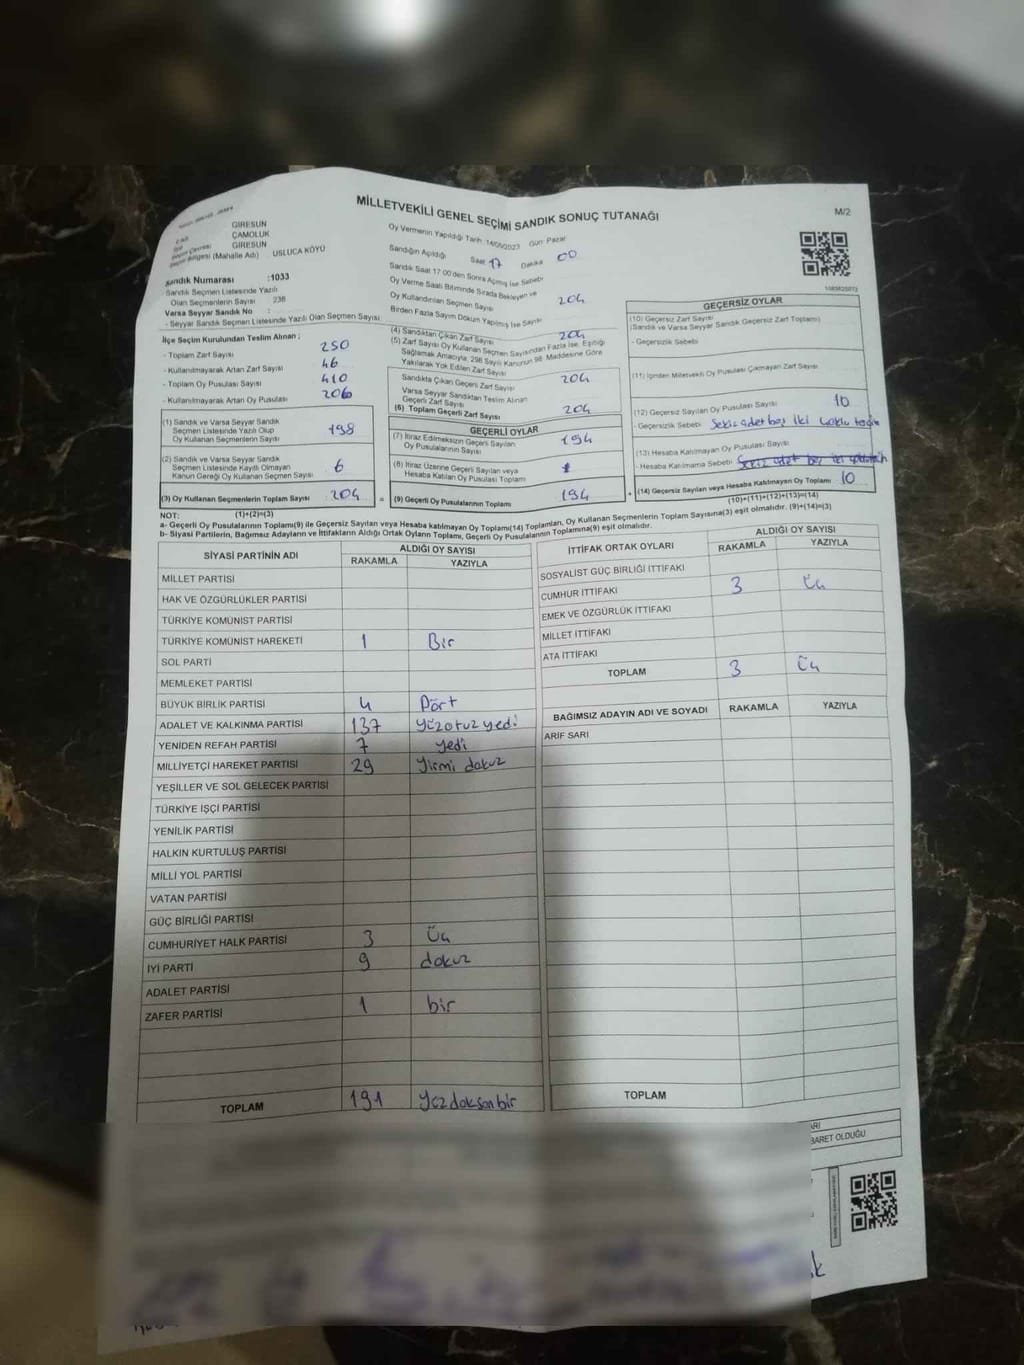 MİLLETVEKİLİ GENEL SEÇİMİ SANDIK SONUÇ TUTANAĞI
M/2
GİRESUN
ÇAMOLUK
GİRESUN
Seçim Bölgesi (Mahalle Adı) USLUCA KÖYÜ
Sandık Numarası :1033
Sandık Seçmen Listesinde Yazılı
Olan Seçmenlerin Sayısı 238
Varsa Seyyar Sandık No :
- Seyyar Sandık Seçmen Listesinde Yazılı Olan Seçmen Sayısı:
İlçe Seçim Kurulundan Teslim Alınan ;
- Toplam Zarf Sayısı 250
- Kullanılmayarak Artan Zarf Sayısı 46
- Toplam Oy Pusulası Sayısı 410
- Kullanılmayarak Artan Oy Pusulası 206
(1) Sandık ve Varsa Seyyar Sandık
Seçmen Listesinde Yazılı Olup
Oy Kullanan Seçmenlerin Sayısı 198
(2) Sandık ve Varsa Seyyar Sandık
Seçmen Listesinde Kayıtlı Olmayan
Kanun Gereği Oy Kullanan Seçmen Sayısı 6
(3) Oy Kullanan Seçmenlerin Toplam Sayısı 204 =
Oy Vermenin Yapıldığı Tarih :14/05/2023 Gün: Pazar
Sandığın Açıldığı Saat 17 Dakika 00
Sandık Saat 17:00'den Sonra Açılmış İse Sebebi
Oy Verme Saati Bitiminde Sırada Bekleyen ve
Oy Kullandırılan Seçmen Sayısı 204
Birden Fazla Sayım Döküm Yapılmış İse Sayısı
(4) Sandıktan Çıkan Zarf Sayısı 204
(5) Zarf Sayısı Oy Kullanan Seçmen Sayısından Fazla İse, Eşitliği
Sağlamak Amacıyla, 298 Sayılı Kanunun 98. Maddesine Göre
Yakılarak Yok Edilen Zarf Sayısı
Sandıkta Çıkan Geçerli Zarf Sayısı 204
Varsa Seyyar Sandıktan Teslim Alınan
Geçerli Zarf Sayısı
(6) Toplam Geçerli Zarf Sayısı 204
GEÇERLİ OYLAR
(7) İtiraz Edilmeksizin Geçerli Sayılan
Oy Pusulalarının Sayısı 194
(8) İtiraz Üzerine Geçerli Sayılan veya
Hesaba Katılan Oy Pusulası Toplam
(9) Geçerli Oy Pusulalarının Toplamı 194 +
GEÇERSİZ OYLAR
(10) Geçersiz Zarf Sayısı
(Sandık ve Varsa Seyyar Sandık Geçersiz Zarf Toplamı)
- Geçersizlik Sebebi
(11) İçinden Milletvekili Oy Pusulası Çıkmayan Zarf Sayısı
(12) Geçersiz Sayılan Oy Pusulası Sayısı 10
- Geçersizlik Sebebi Sekiz adet boş iki çoklu
(13) Hesaba Katılmayan Oy Pusulası Sayısı
- Hesaba Katılmama Sebebi
(14) Geçersiz Sayılan veya Hesaba Katılmayan Oy Toplamı 10
(10)+(11)+(12)+(13)=(14)
NOT: (1)+(2)=(3)
a- Geçerli Oy Pusulalarının Toplamı(9) ile Geçersiz Sayılan veya Hesaba katılmayan Oy Toplamı(14) Toplamları, Oy Kullanan Seçmenlerin Toplam Sayısına(3) eşit olmalıdır. (9)+(14)=(3)
b- Siyasi Partilerin, Bağımsız Adayların ve İttifakların Aldığı Ortak Oyların Toplamı, Geçerli Oy Pusulalarının Toplamına(9) eşit olmalıdır.
SİYASİ PARTİNİN ADI ALDIĞI OY SAYISI
RAKAMLA YAZIYLA
MİLLET PARTİSİ
HAK VE ÖZGÜRLÜKLER PARTİSİ
TÜRKİYE KOMÜNİST PARTİSİ
TÜRKİYE KOMÜNİST HAREKETİ 1 Bir
SOL PARTİ
MEMLEKET PARTİSİ
BÜYÜK BİRLİK PARTİSİ 4 Dört
ADALET VE KALKINMA PARTİSİ 137 yüzotuzyedi
YENİDEN REFAH PARTİSİ 7 yedi
MİLLİYETÇİ HAREKET PARTİSİ 29 yirmi dokuz
YEŞİLLER VE SOL GELECEK PARTİSİ
TÜRKİYE İŞÇİ PARTİSİ
YENİLİK PARTİSİ
HALKIN KURTULUŞ PARTİSİ
MİLLİ YOL PARTİSİ
VATAN PARTİSİ
GÜÇ BİRLİĞİ PARTİSİ
CUMHURİYET HALK PARTİSİ 3 Üç
İYİ PARTİ 9 dokuz
ADALET PARTİSİ
ZAFER PARTİSİ 1 bir
TOPLAM 191 Yüzdoksanbir
İTTİFAK ORTAK OYLARI ALDIĞI OY SAYISI
RAKAMLA YAZIYLA
SOSYALİST GÜÇ BİRLİĞİ İTTİFAKI
CUMHUR İTTİFAKI 3 Üç
EMEK VE ÖZGÜRLÜK İTTİFAKI
MİLLET İTTİFAKI
ATA İTTİFAKI
TOPLAM 3 Üç
BAĞIMSIZ ADAYIN ADI VE SOYADI RAKAMLA YAZIYLA
ARİF SARI
TOPLAM
BARET OLDUĞU